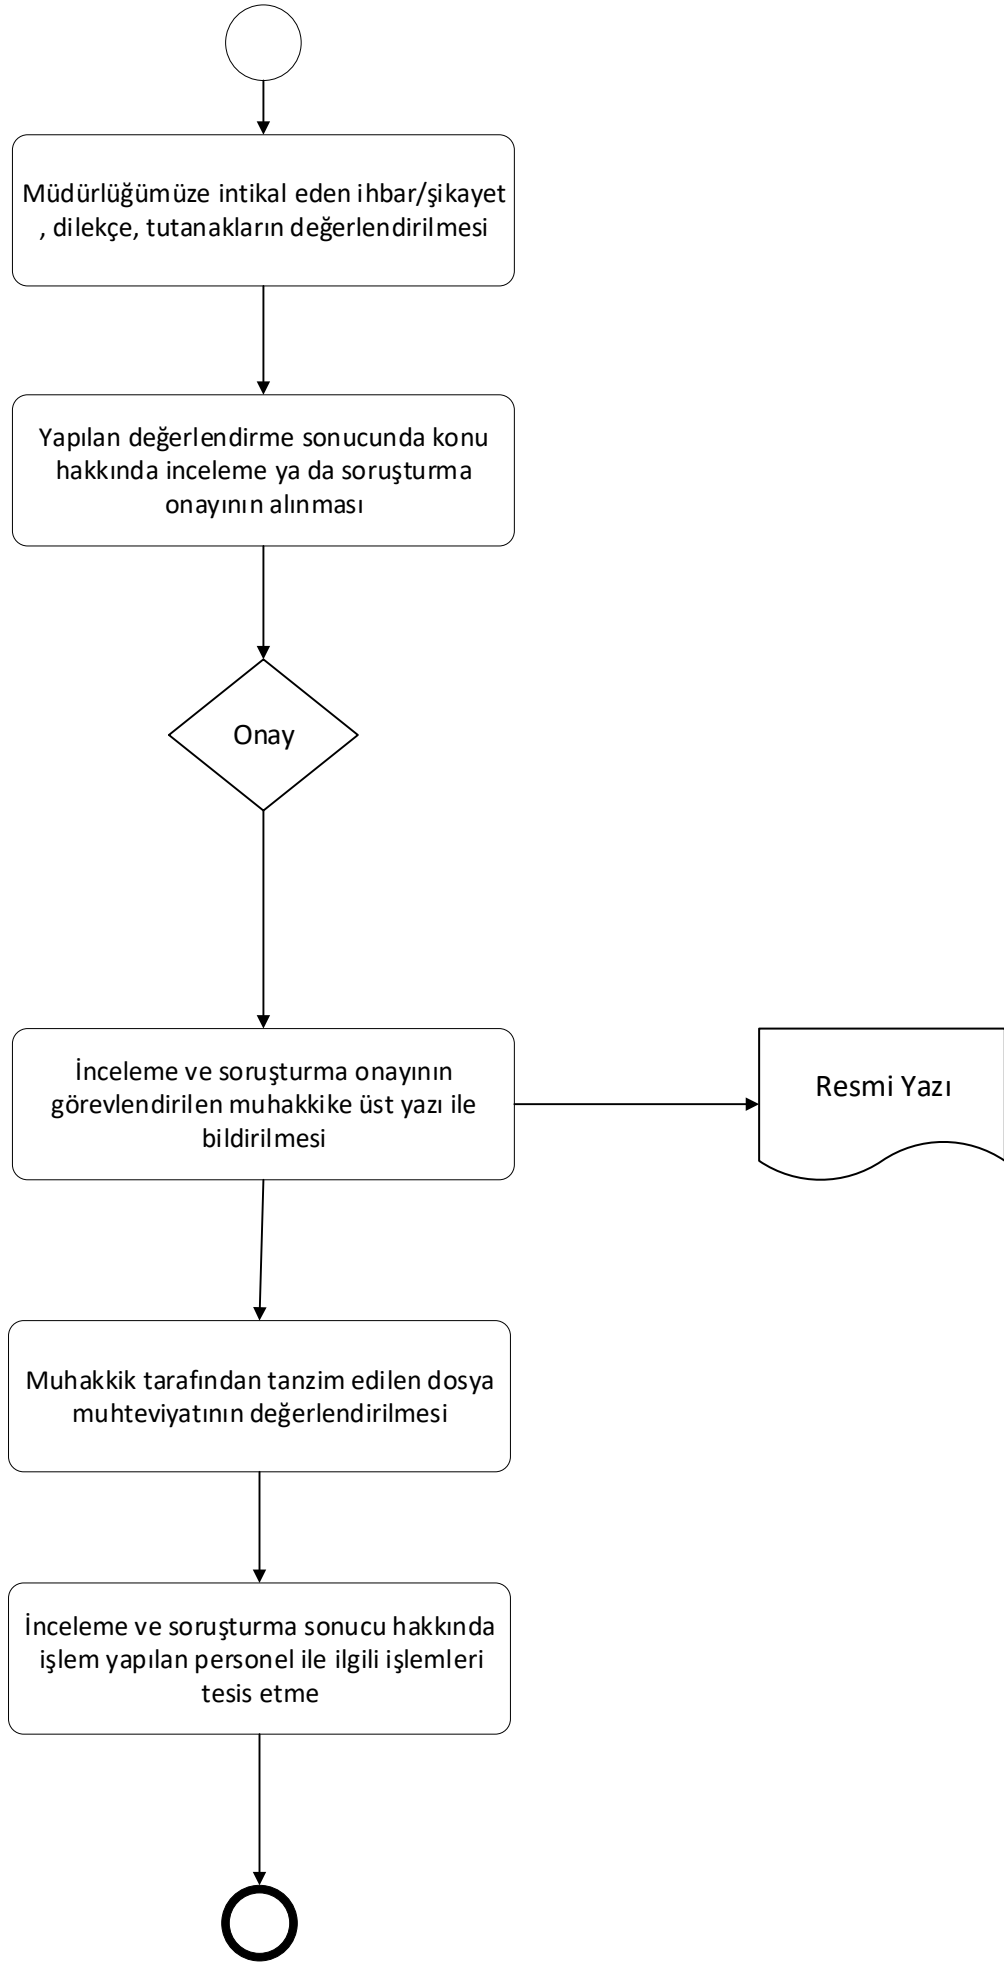 Müdürlüğümüze intikal eden ihbar/şikayet
, dilekçe, tutanakların değerlendirilmesi
Yapılan değerlendirme sonucunda konu
hakkında inceleme ya da soruşturma
onayının alınması
Onay
İnceleme ve soruşturma onayının
görevlendirilen muhakkike üst yazı ile
bildirilmesi
Resmi Yazı
Muhakkik tarafından tanzim edilen dosya
muhteviyatının değerlendirilmesi
İnceleme ve soruşturma sonucu hakkında
işlem yapılan personel ile ilgili işlemleri
tesis etme